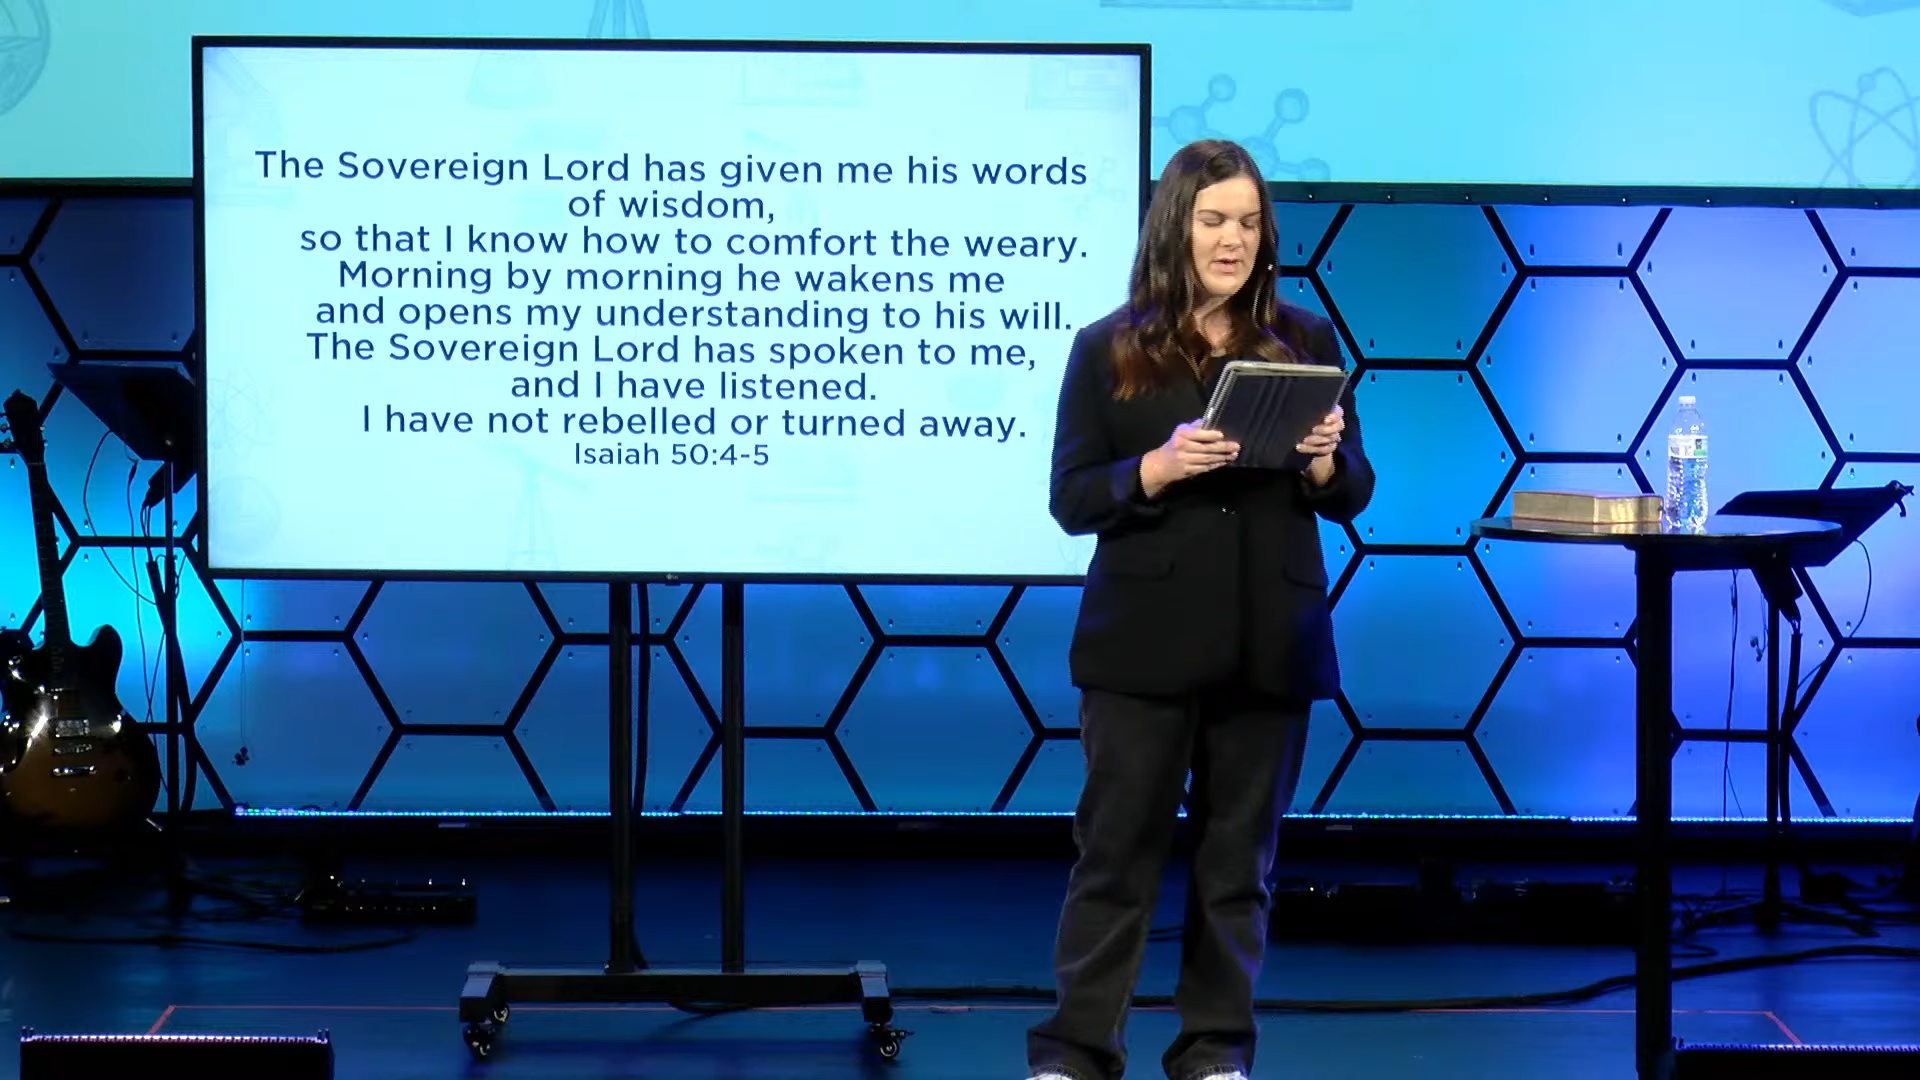 The Sovereign Lord has given me his words
of wisdom,
so that I know how to comfort the weary.
Morning by morning he wakens me
and opens my understanding to his will.
The Sovereign Lord has spoken to me,
and I have listened.
I have not rebelled or turned away.
Isaiah 50:4-5